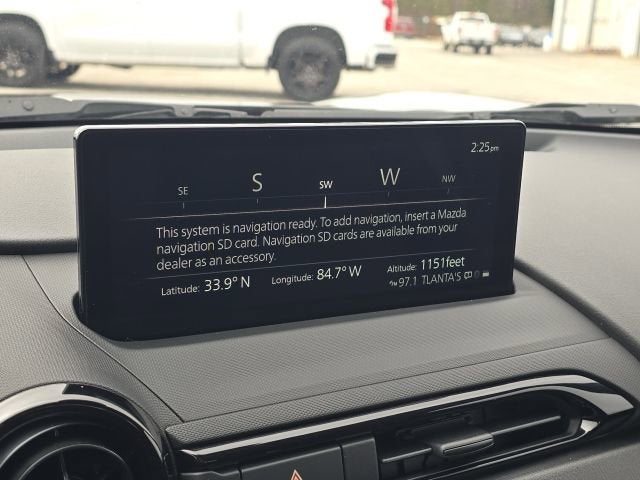 2:25pm
SE S SW W NW
This system is navigation ready. To add navigation, insert a Mazda
navigation SD card. Navigation SD cards are available from your
dealer as an accessory.
Latitude: 33.9° N Longitude: 84.7° W Altitude: 1151feet
FM 97.1 TLANTA'S